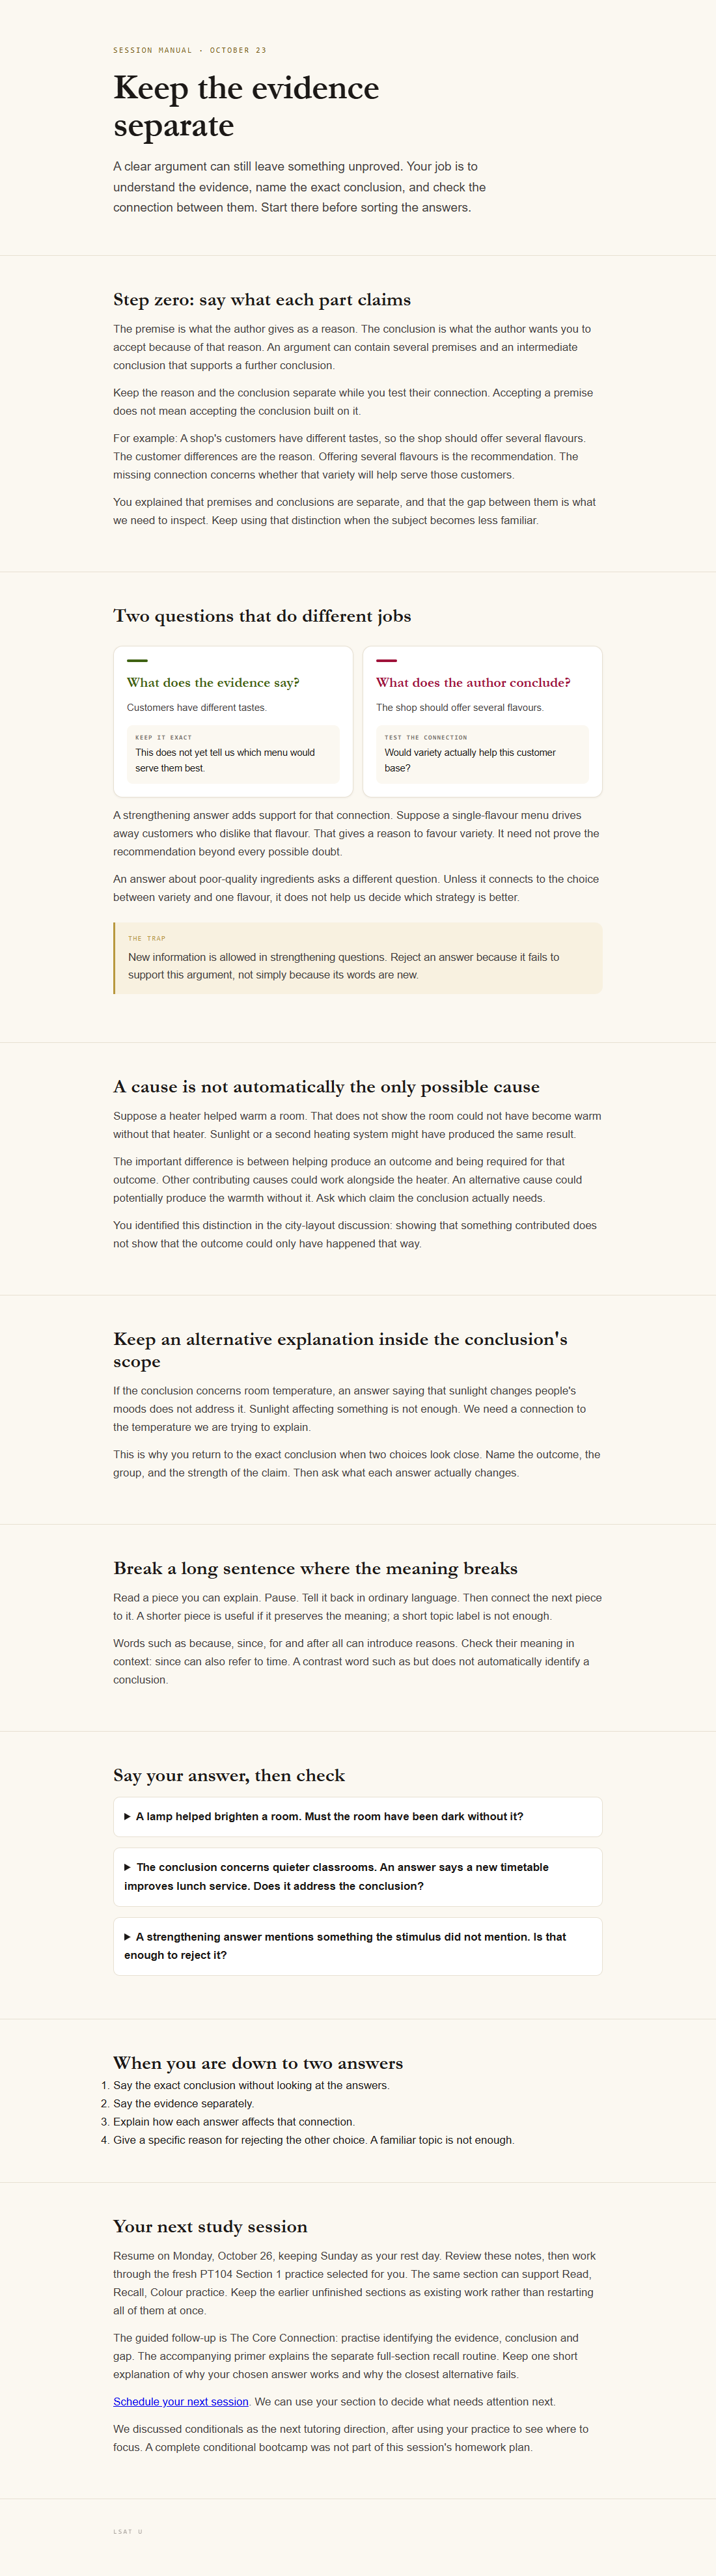 SESSION MANUAL · OCTOBER 23
Keep the evidence
separate
A clear argument can still leave something unproved. Your job is to
understand the evidence, name the exact conclusion, and check the
connection between them. Start there before sorting the answers.
Step zero: say what each part claims
The premise is what the author gives as a reason. The conclusion is what the author wants you to
accept because of that reason. An argument can contain several premises and an intermediate
conclusion that supports a further conclusion.
Keep the reason and the conclusion separate while you test their connection. Accepting a premise
does not mean accepting the conclusion built on it.
For example: A shop's customers have different tastes, so the shop should offer several flavours.
The customer differences are the reason. Offering several flavours is the recommendation. The
missing connection concerns whether that variety will help serve those customers.
You explained that premises and conclusions are separate, and that the gap between them is what
we need to inspect. Keep using that distinction when the subject becomes less familiar.
Two questions that do different jobs
What does the evidence say?
Customers have different tastes.
KEEP IT EXACT
This does not yet tell us which menu would
serve them best.
What does the author conclude?
The shop should offer several flavours.
TEST THE CONNECTION
Would variety actually help this customer
base?
A strengthening answer adds support for that connection. Suppose a single-flavour menu drives
away customers who dislike that flavour. That gives a reason to favour variety. It need not prove the
recommendation beyond every possible doubt.
An answer about poor-quality ingredients asks a different question. Unless it connects to the choice
between variety and one flavour, it does not help us decide which strategy is better.
THE TRAP
New information is allowed in strengthening questions. Reject an answer because it fails to
support this argument, not simply because its words are new.
A cause is not automatically the only possible cause
Suppose a heater helped warm a room. That does not show the room could not have become warm
without that heater. Sunlight or a second heating system might have produced the same result.
The important difference is between helping produce an outcome and being required for that
outcome. Other contributing causes could work alongside the heater. An alternative cause could
potentially produce the warmth without it. Ask which claim the conclusion actually needs.
You identified this distinction in the city-layout discussion: showing that something contributed does
not show that the outcome could only have happened that way.
Keep an alternative explanation inside the conclusion's
scope
If the conclusion concerns room temperature, an answer saying that sunlight changes people's
moods does not address it. Sunlight affecting something is not enough. We need a connection to
the temperature we are trying to explain.
This is why you return to the exact conclusion when two choices look close. Name the outcome, the
group, and the strength of the claim. Then ask what each answer actually changes.
Break a long sentence where the meaning breaks
Read a piece you can explain. Pause. Tell it back in ordinary language. Then connect the next piece
to it. A shorter piece is useful if it preserves the meaning; a short topic label is not enough.
Words such as because, since, for and after all can introduce reasons. Check their meaning in
context: since can also refer to time. A contrast word such as but does not automatically identify a
conclusion.
Say your answer, then check
A lamp helped brighten a room. Must the room have been dark without it?
The conclusion concerns quieter classrooms. An answer says a new timetable
improves lunch service. Does it address the conclusion?
A strengthening answer mentions something the stimulus did not mention. Is that
enough to reject it?
When you are down to two answers
1. Say the exact conclusion without looking at the answers.
2. Say the evidence separately.
3. Explain how each answer affects that connection.
4. Give a specific reason for rejecting the other choice. A familiar topic is not enough.
Your next study session
Resume on Monday, October 26, keeping Sunday as your rest day. Review these notes, then work
through the fresh PT104 Section 1 practice selected for you. The same section can support Read,
Recall, Colour practice. Keep the earlier unfinished sections as existing work rather than restarting
all of them at once.
The guided follow-up is The Core Connection: practise identifying the evidence, conclusion and
gap. The accompanying primer explains the separate full-section recall routine. Keep one short
explanation of why your chosen answer works and why the closest alternative fails.
Schedule your next session. We can use your section to decide what needs attention next.
We discussed conditionals as the next tutoring direction, after using your practice to see where to
focus. A complete conditional bootcamp was not part of this session's homework plan.
LSAT U